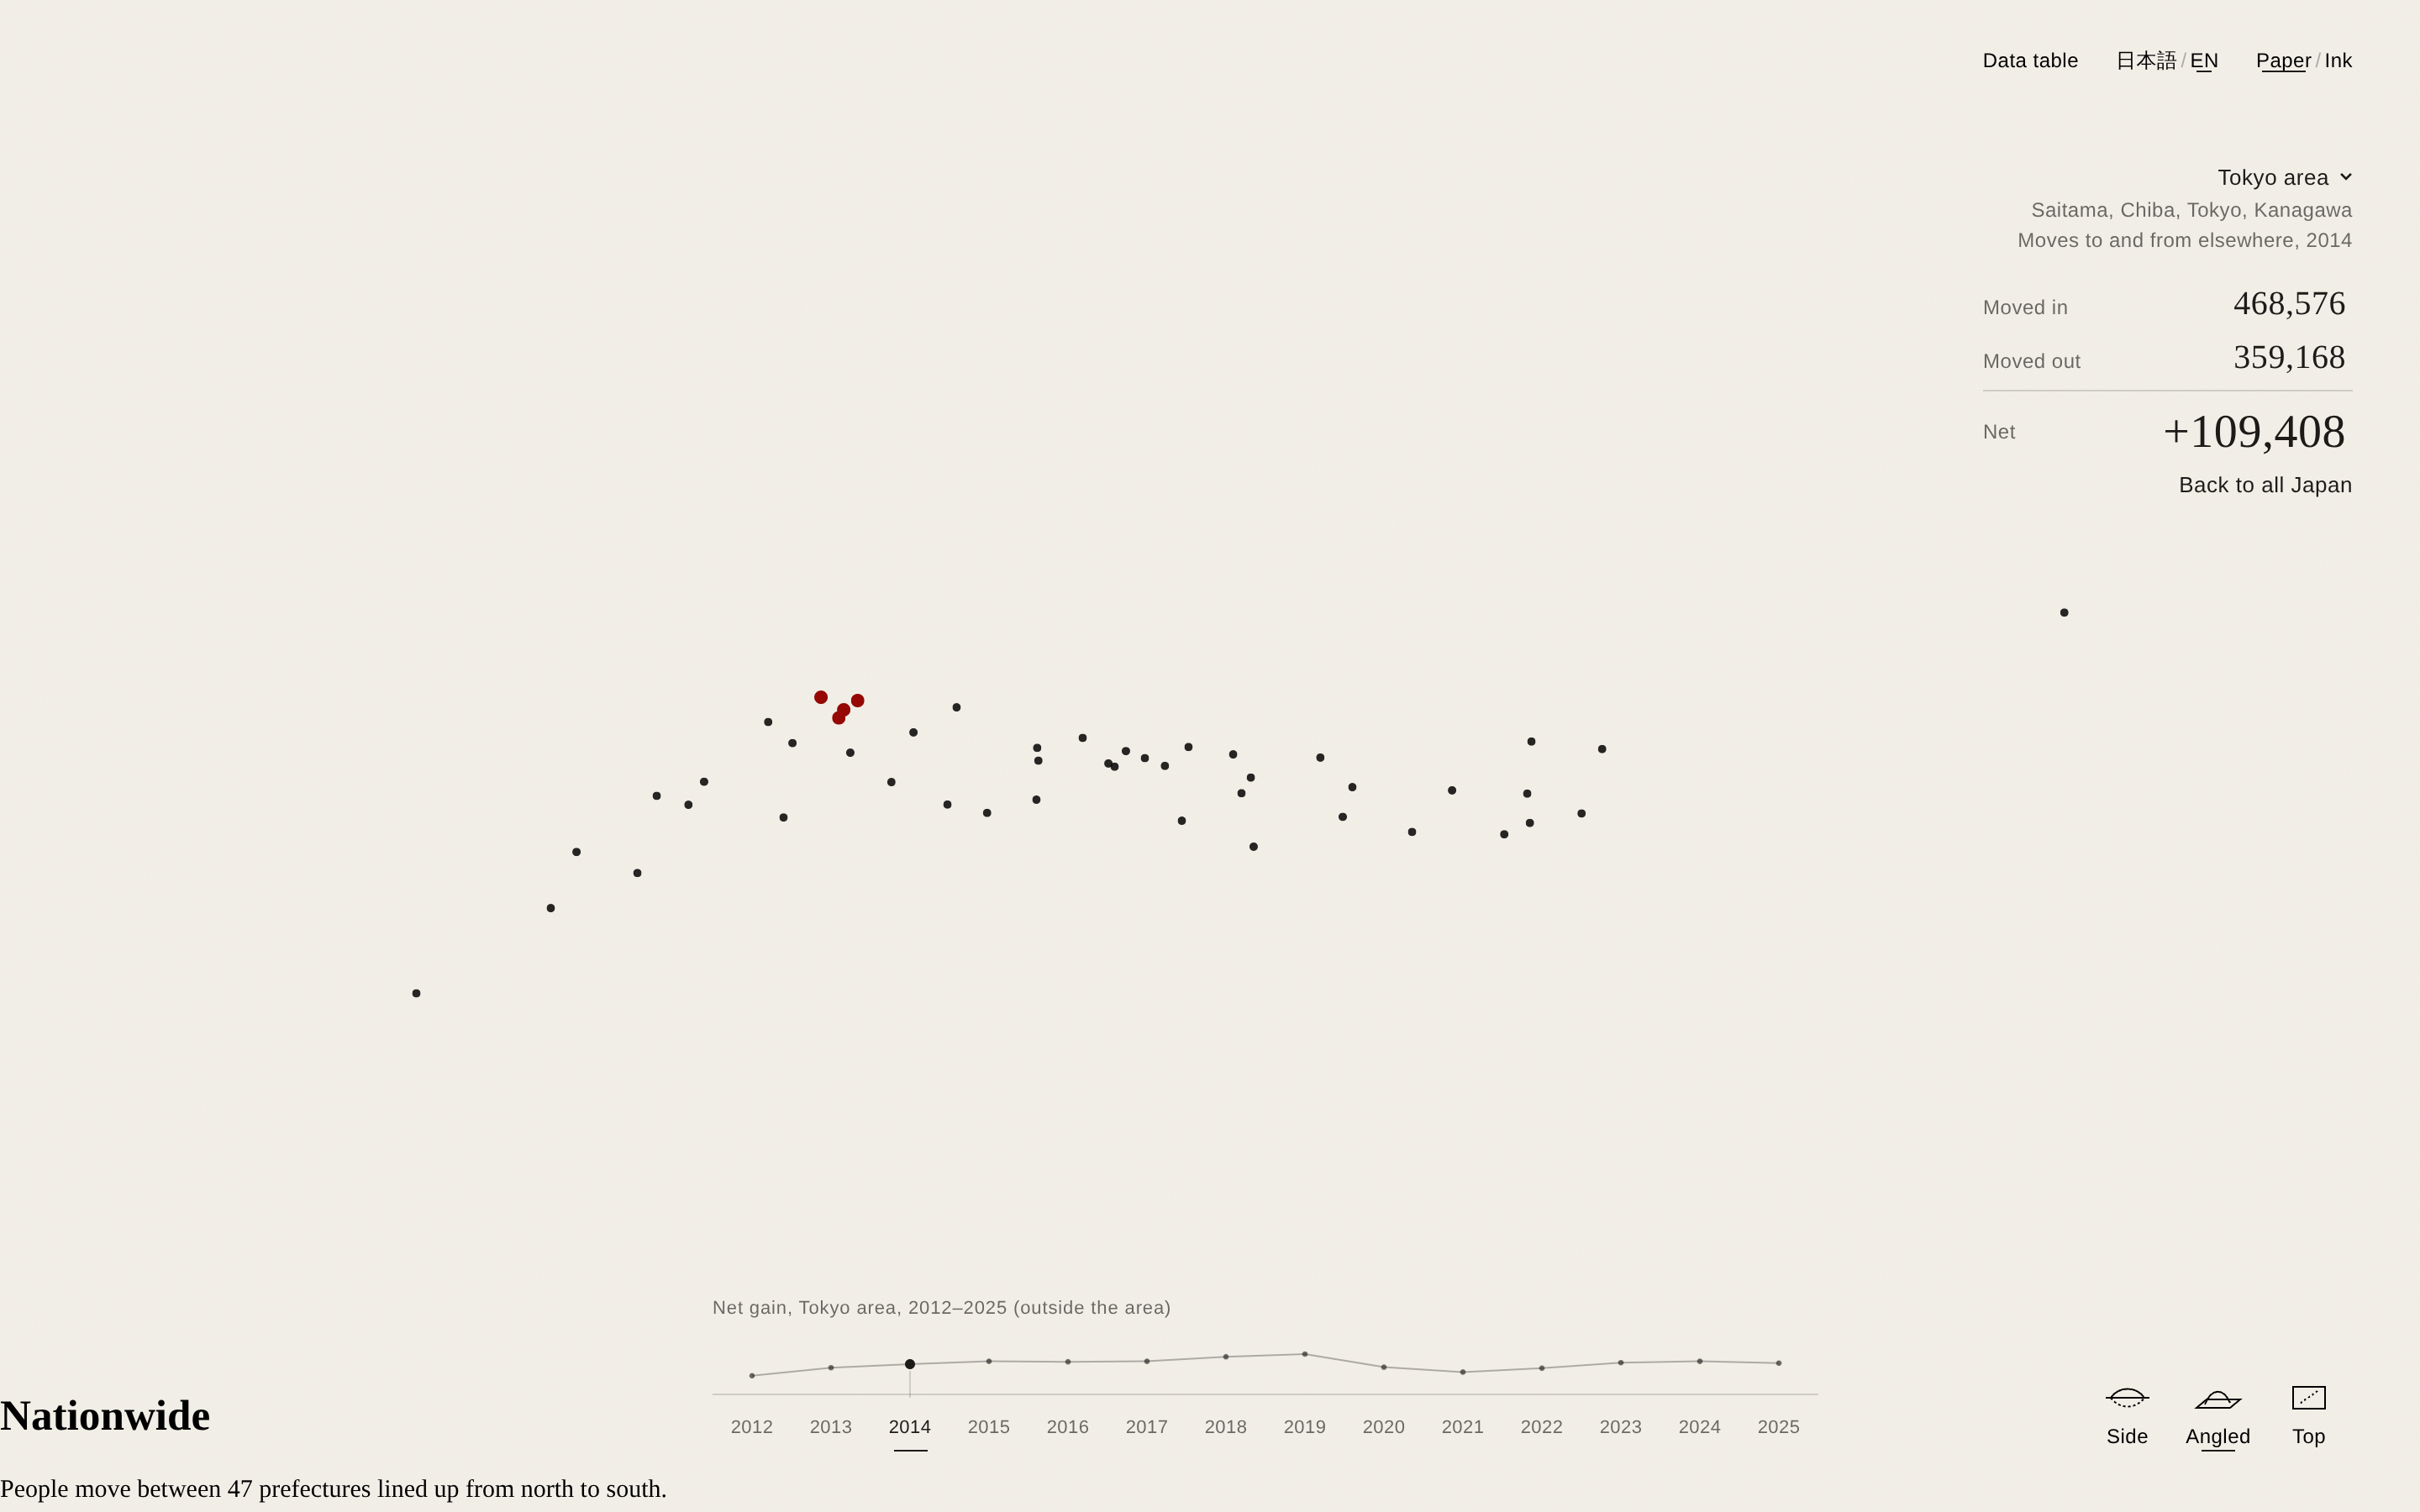 Data table 日本語 / EN Paper / Ink
Tokyo area
Saitama, Chiba, Tokyo, Kanagawa
Moves to and from elsewhere, 2014
Moved in 468,576
Moved out 359,168
Net +109,408
Back to all Japan
Net gain, Tokyo area, 2012–2025 (outside the area)
2012 2013 2014 2015 2016 2017 2018 2019 2020 2021 2022 2023 2024 2025
Nationwide
People move between 47 prefectures lined up from north to south.
Side Angled Top